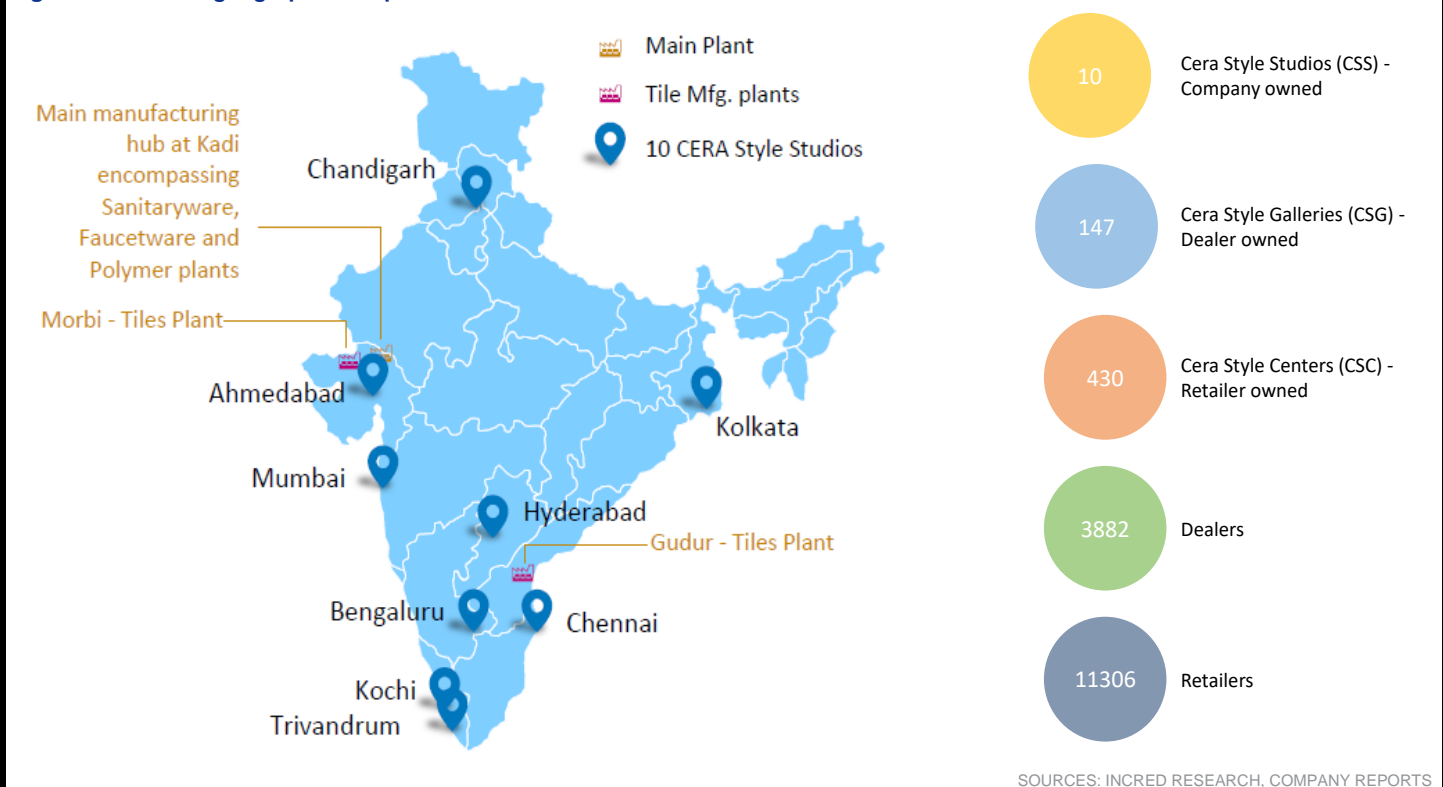 Main Plant
Tile Mfg. plants
10 CERA Style Studios
Main manufacturing
hub at Kadi
encompassing
Sanitaryware,
Faucetware and
Polymer plants
Morbi - Tiles Plant
Chandigarh
Ahmedabad
Kolkata
Mumbai
Hyderabad
Gudur - Tiles Plant
Bengaluru
Chennai
Kochi
Trivandrum
10
Cera Style Studios (CSS) -
Company owned
147
Cera Style Galleries (CSG) -
Dealer owned
430
Cera Style Centers (CSC) -
Retailer owned
3882
Dealers
11306
Retailers
SOURCES: INCRED RESEARCH, COMPANY REPORTS